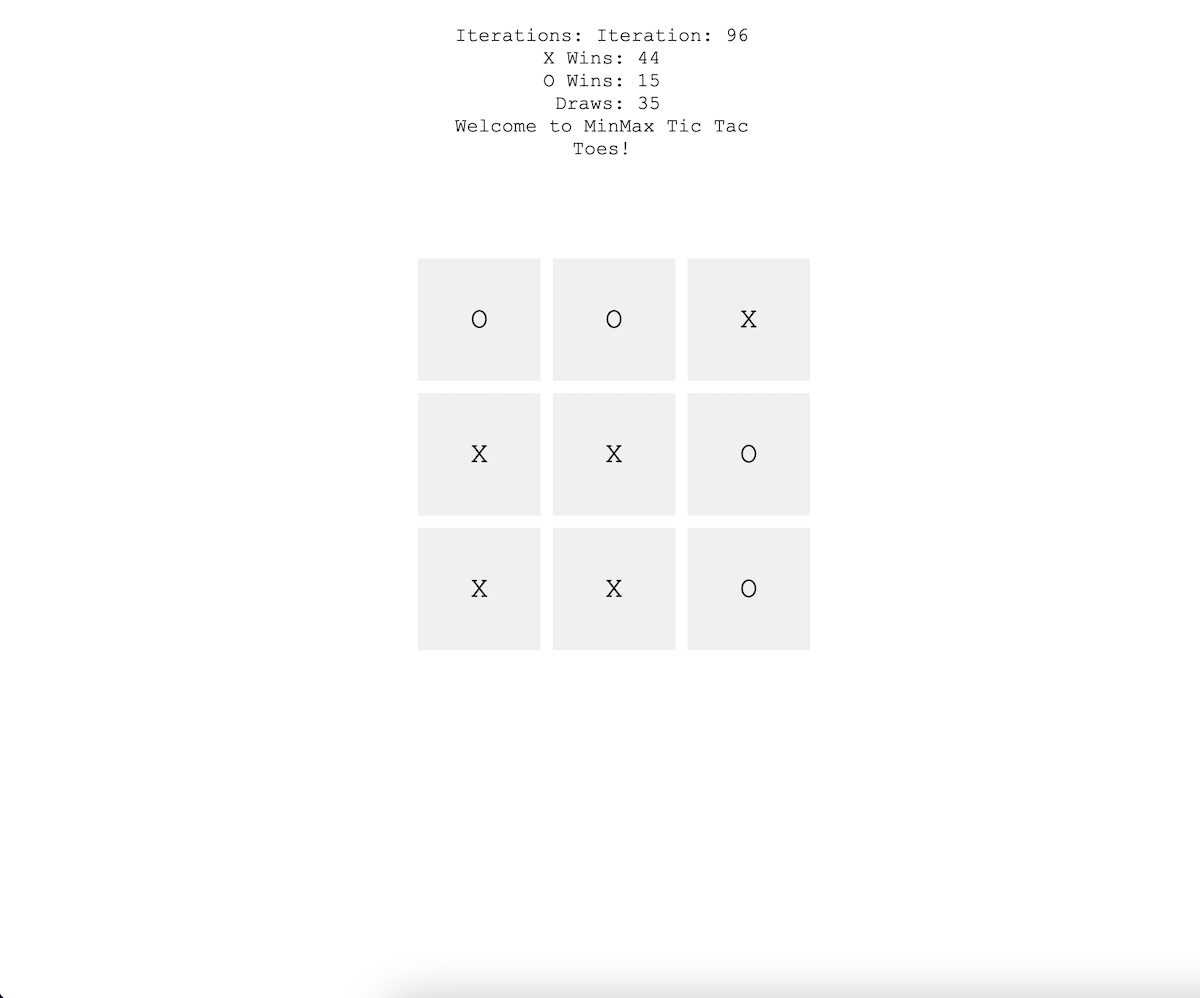 Iterations: Iteration: 96
X Wins: 44
O Wins: 15
Draws: 35
Welcome to MinMax Tic Tac
Toes!
O O X
X X O
X X O